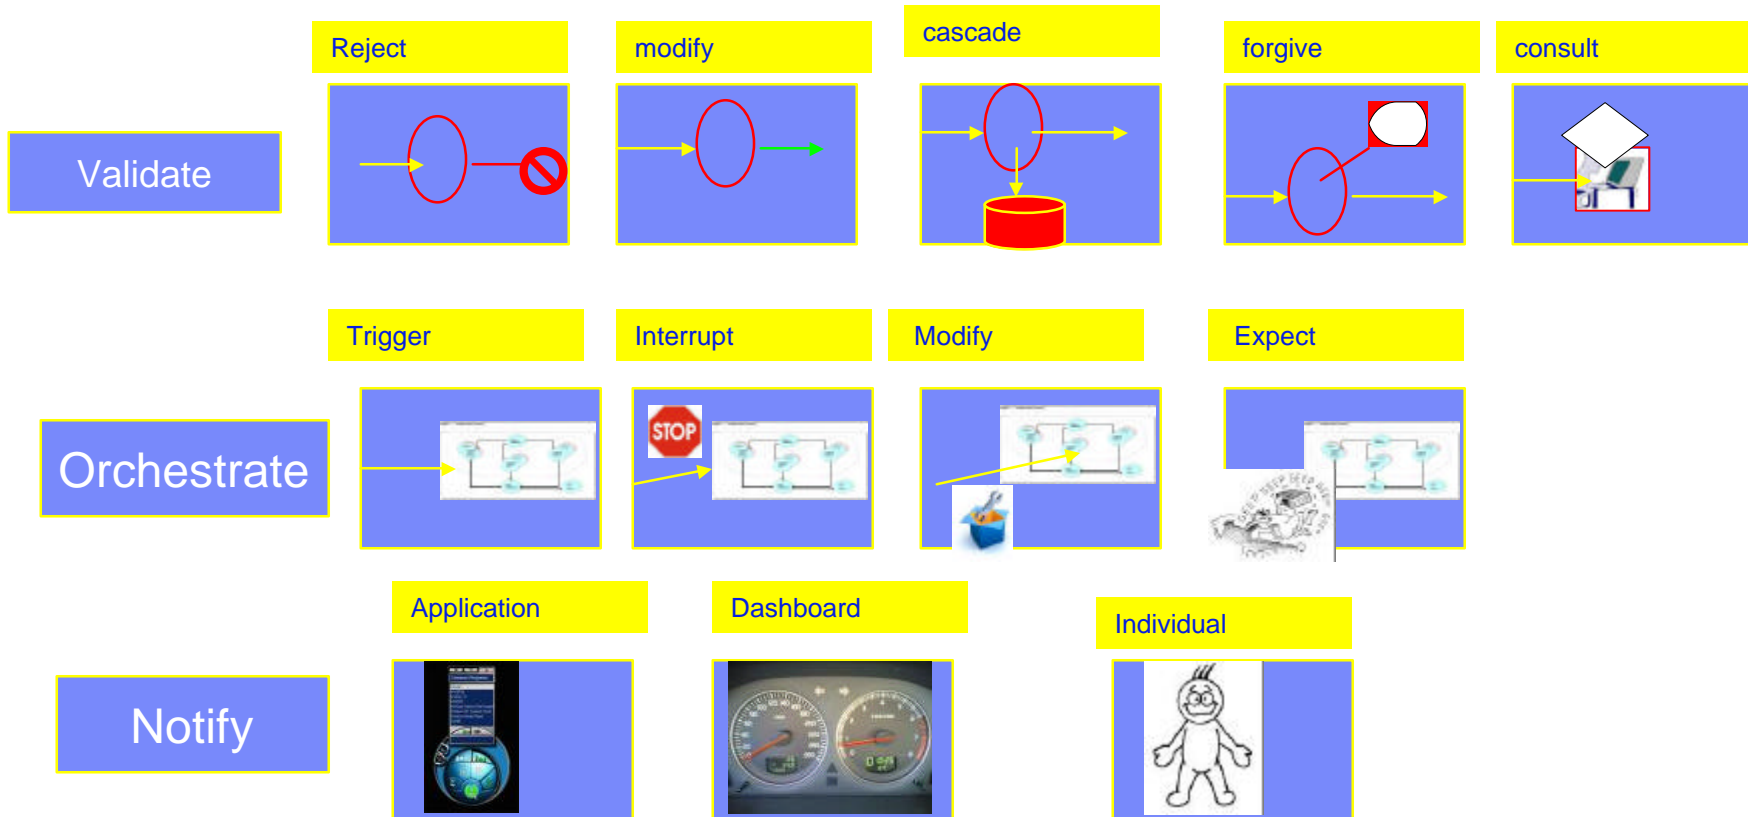 Reject
modify
cascade
forgive
consult
Validate
Trigger
Interrupt
Modify
Expect
STOP
Orchestrate
Application
Dashboard
Individual
Notify